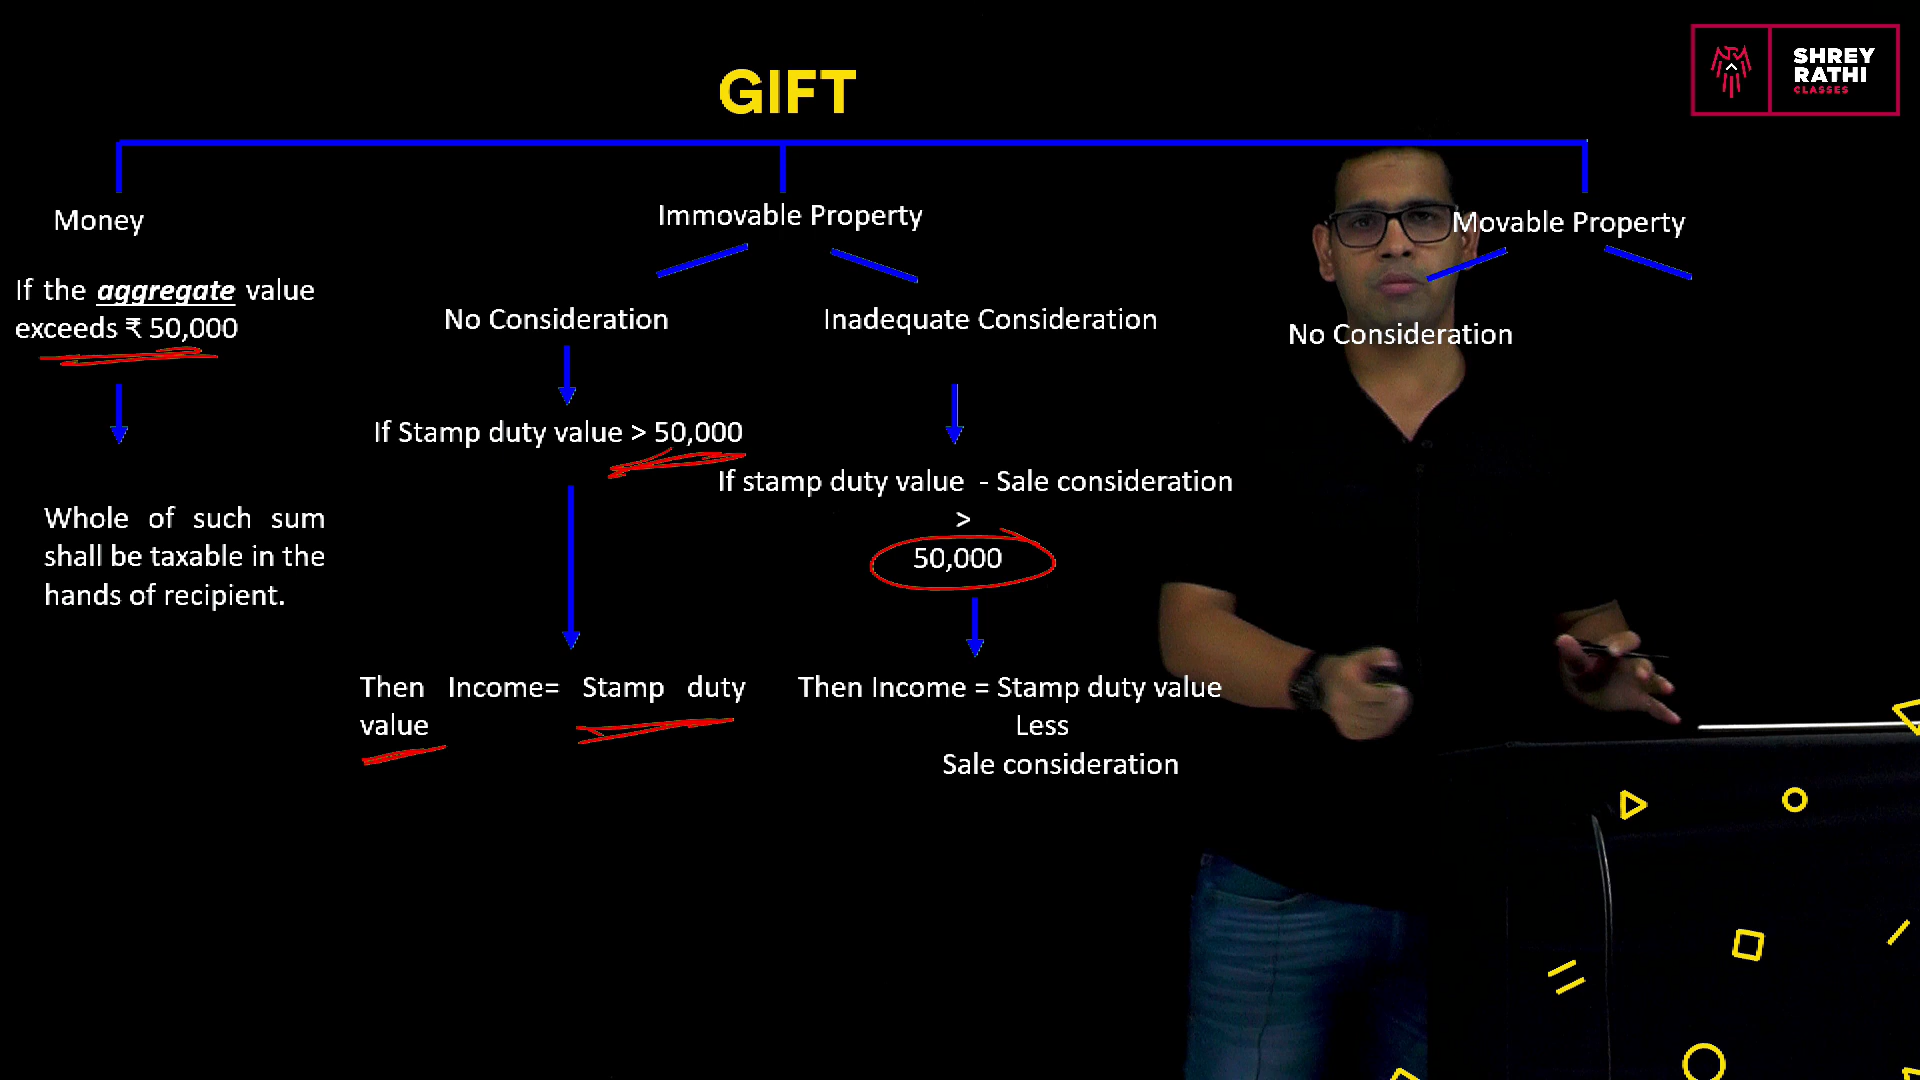 SHREY
RATHI
CLASSES
GIFT
Money
If the aggregate value
exceeds ₹ 50,000
Whole of such sum
shall be taxable in the
hands of recipient.
Immovable Property
No Consideration
If Stamp duty value > 50,000
Then Income= Stamp duty
value
Inadequate Consideration
If stamp duty value - Sale consideration
>
50,000
Then Income = Stamp duty value
Less
Sale consideration
Movable Property
No Consideration